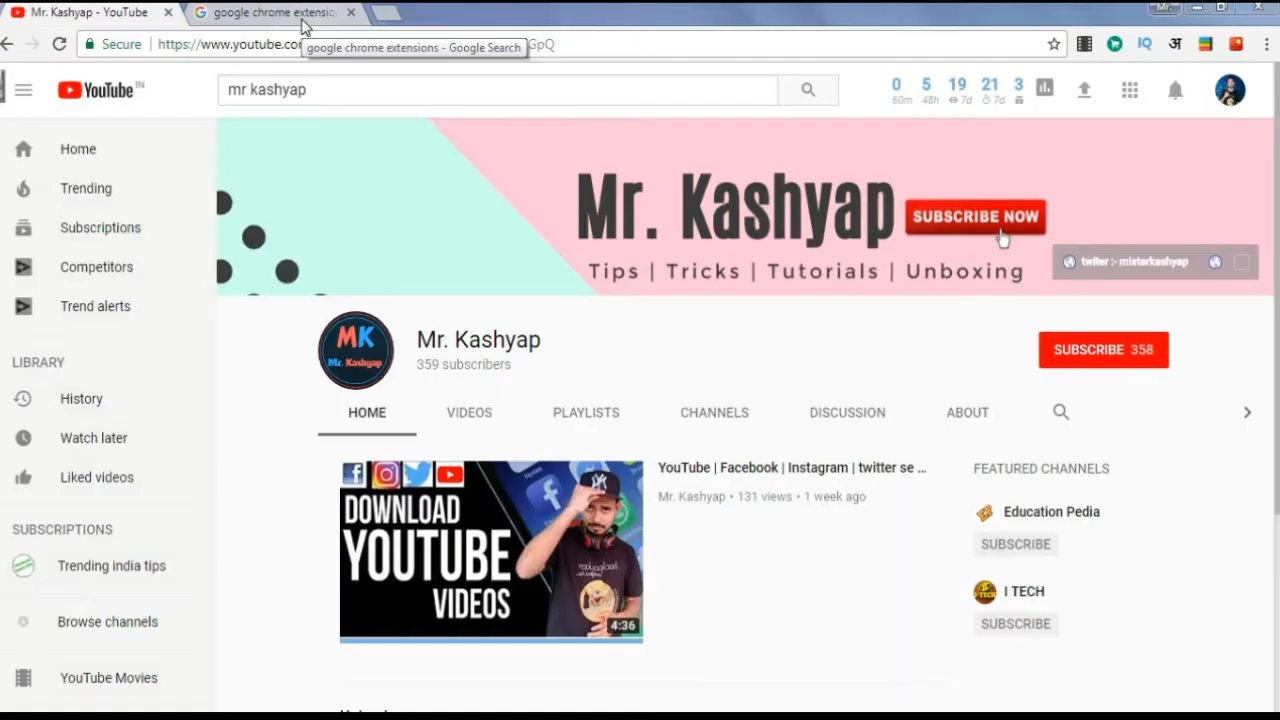 Mr. Kashyap - YouTube
google chrome extensio
Secure
https://www.youtube.co
GpQ
google chrome extensions - Google Search
IQ
अ
YouTube IN
mr kashyap
0 5 19 21 3
60m 48h 7d 7d
Home
Trending
Subscriptions
Competitors
Trend alerts
LIBRARY
History
Watch later
Liked videos
SUBSCRIPTIONS
Trending india tips
Browse channels
YouTube Movies
Mr. Kashyap
SUBSCRIBE NOW
Tips | Tricks | Tutorials | Unboxing
twiter :- misterkashyap
MK
Mr. Kashyap
Mr. Kashyap
359 subscribers
SUBSCRIBE 358
HOME
VIDEOS
PLAYLISTS
CHANNELS
DISCUSSION
ABOUT
DOWNLOAD
YOUTUBE
VIDEOS
4:36
YouTube | Facebook | Instagram | twitter se ...
Mr. Kashyap • 131 views • 1 week ago
FEATURED CHANNELS
Education Pedia
SUBSCRIBE
I TECH
SUBSCRIBE